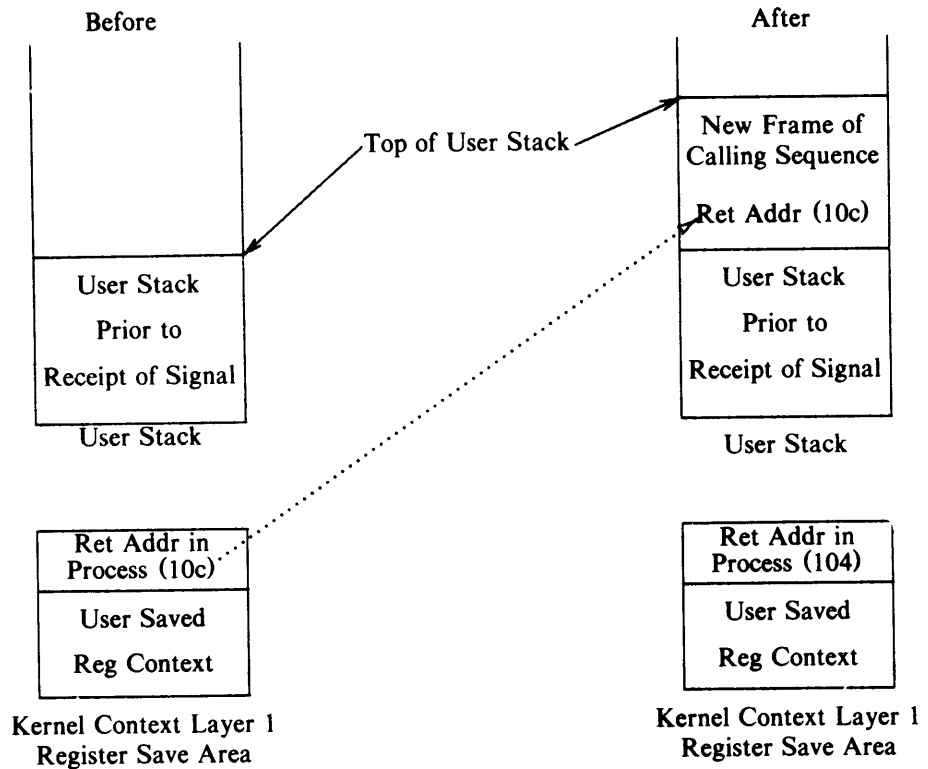 Before
After
Top of User Stack
New Frame of
Calling Sequence
Ret Addr (10c)
User Stack
Prior to
Receipt of Signal
User Stack
User Stack
Prior to
Receipt of Signal
User Stack
Ret Addr in
Process (10c)
User Saved
Reg Context
Kernel Context Layer 1
Register Save Area
Ret Addr in
Process (104)
User Saved
Reg Context
Kernel Context Layer 1
Register Save Area